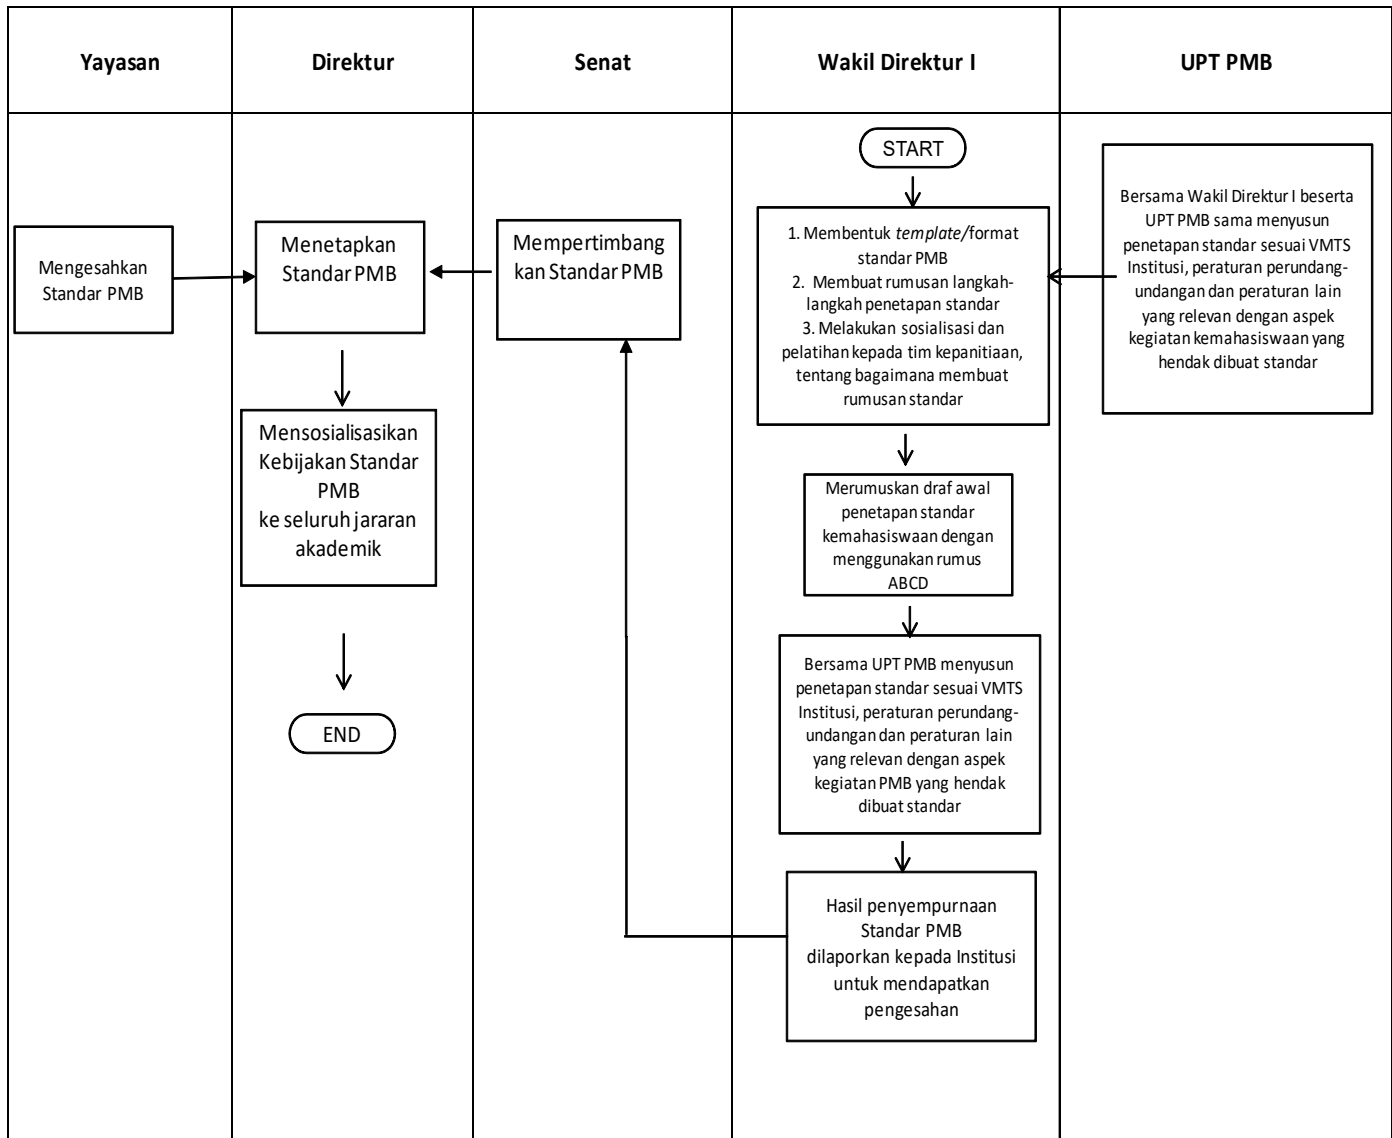 Yayasan
Direktur
Senat
Wakil Direktur I
UPT PMB
Mengesahkan
Standar PMB
Menetapkan
Standar PMB
Mensosialisasikan
Kebijakan Standar
PMB
ke seluruh jararan
akademik
END
Mempertimbang
kan Standar PMB
START
1. Membentuk template/format
standar PMB
2. Membuat rumusan langkah-
langkah penetapan standar
3. Melakukan sosialisasi dan
pelatihan kepada tim kepanitiaan,
tentang bagaimana membuat
rumusan standar
Merumuskan draf awal
penetapan standar
kemahasiswaan dengan
menggunakan rumus
ABCD
Bersama UPT PMB menyusun
penetapan standar sesuai VMTS
Institusi, peraturan perundang-
undangan dan peraturan lain
yang relevan dengan aspek
kegiatan PMB yang hendak
dibuat standar
Hasil penyempurnaan
Standar PMB
dilaporkan kepada Institusi
untuk mendapatkan
pengesahan
Bersama Wakil Direktur I beserta
UPT PMB sama menyusun
penetapan standar sesuai VMTS
Institusi, peraturan perundang-
undangan dan peraturan lain
yang relevan dengan aspek
kegiatan kemahasiswaan yang
hendak dibuat standar